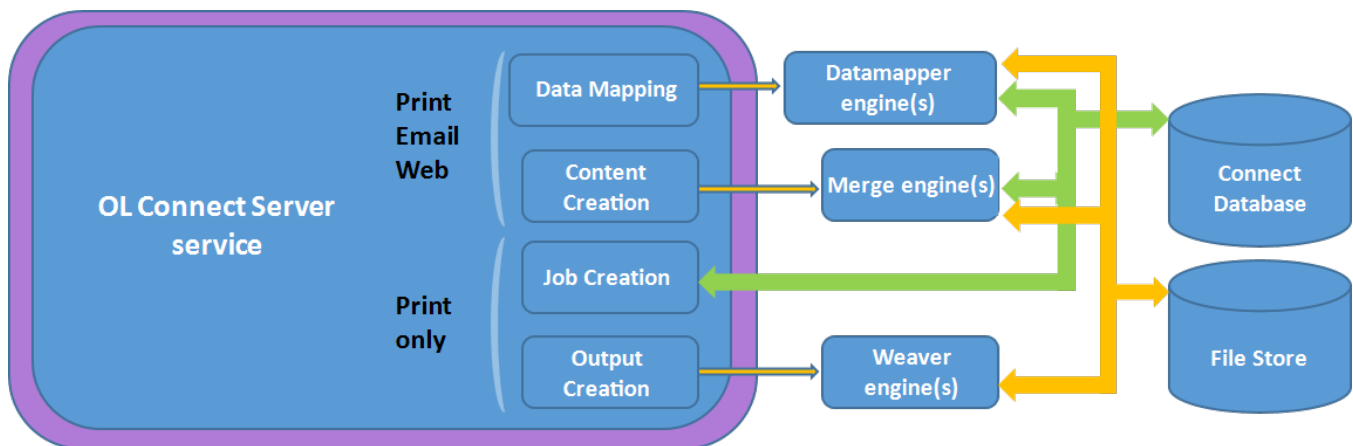 OL Connect Server
service
Print
Email
Web
Print
only
Data Mapping
Content
Creation
Job Creation
Output
Creation
Datamapper
engine(s)
Merge engine(s)
Weaver
engine(s)
Connect
Database
File Store